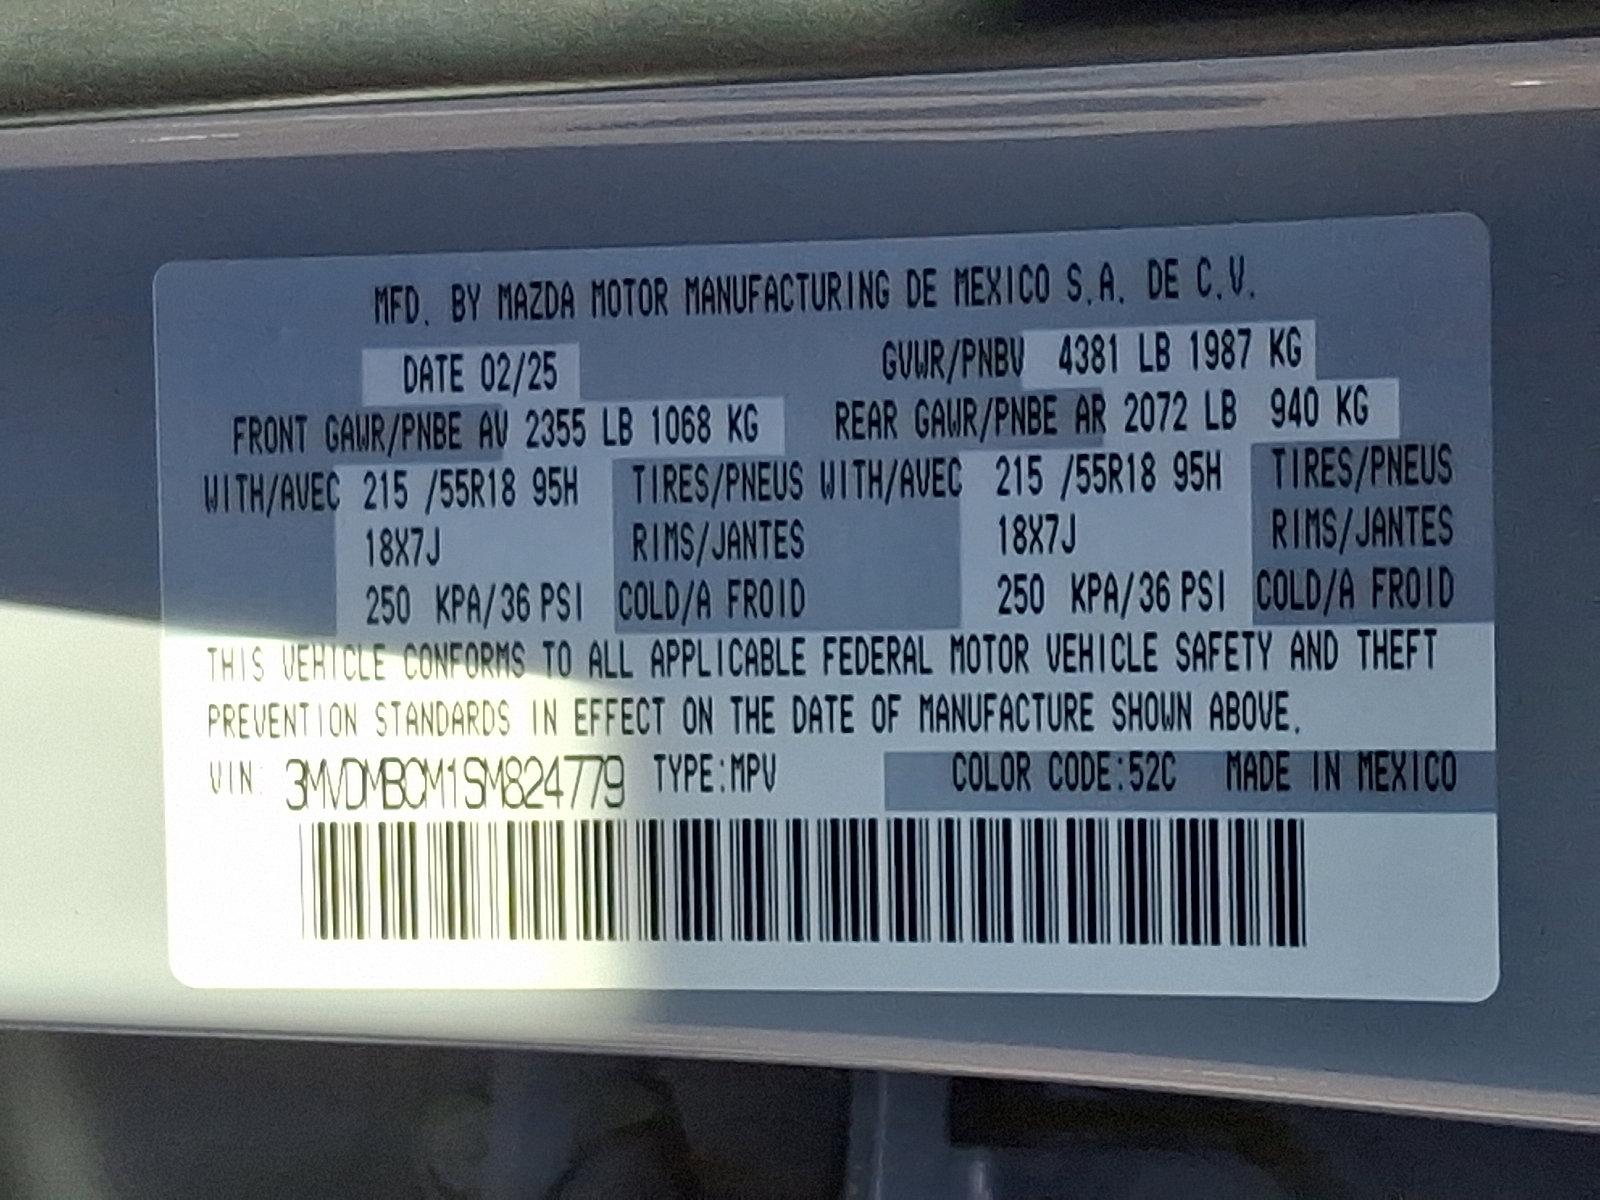 MFD. BY MAZDA MOTOR MANUFACTURING DE MEXICO S.A. DE C.V.
DATE 02/25 GVWR/PNBV 4381 LB 1987 KG
FRONT GAWR/PNBE AV 2355 LB 1068 KG REAR GAWR/PNBE AR 2072 LB 940 KG
WITH/AVEC 215 /55R18 95H TIRES/PNEUS WITH/AVEC 215 /55R18 95H TIRES/PNEUS
18X7J RIMS/JANTES 18X7J RIMS/JANTES
250 KPA/36 PSI COLD/A FROID 250 KPA/36 PSI COLD/A FROID
THIS VEHICLE CONFORMS TO ALL APPLICABLE FEDERAL MOTOR VEHICLE SAFETY AND THEFT
PREVENTION STANDARDS IN EFFECT ON THE DATE OF MANUFACTURE SHOWN ABOVE.
VIN: 3MVDMBCM1SM824779 TYPE:MPV COLOR CODE:52C MADE IN MEXICO